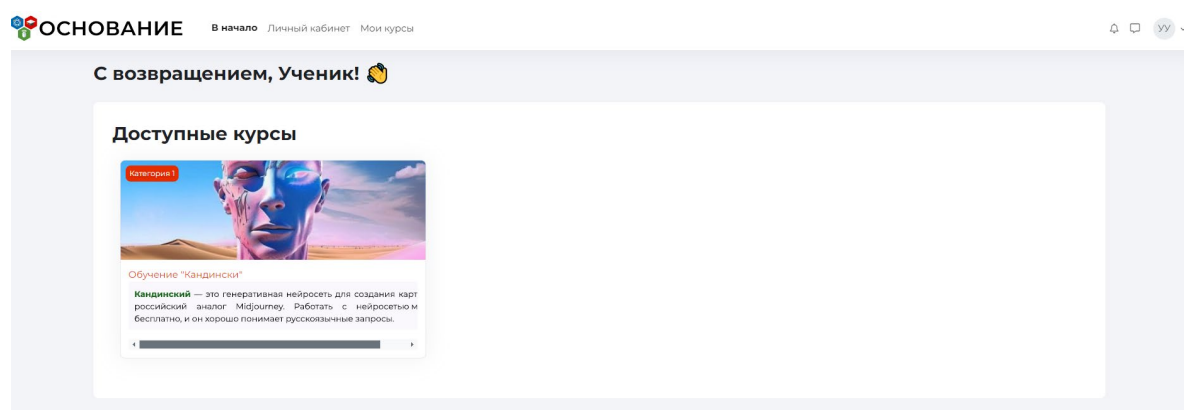 ОСНОВАНИЕ В начало Личный кабинет Мои курсы УУ
С возвращением, Ученик!
Доступные курсы
Категория 1
Обучение "Кандински"
Кандинский — это генеративная нейросеть для создания карт
российский аналог Midjourney. Работать с нейросетью м
бесплатно, и он хорошо понимает русскоязычные запросы.